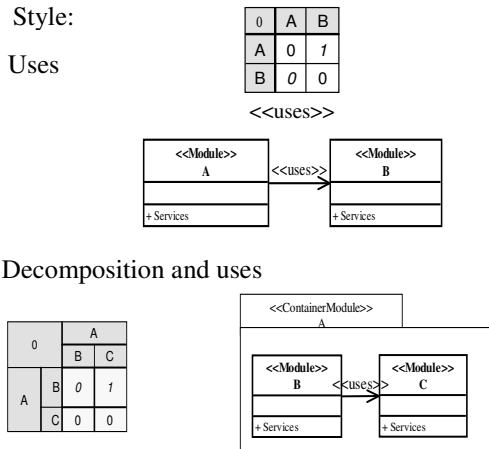 Style:
Uses
0 A B
A 0 1
B 0 0
<<uses>>
<<Module>>
A
<<uses>>
<<Module>>
B
+ Services
+ Services
Decomposition and uses
0 A
B C
A B 0 1
C 0 0
<<ContainerModule>>
A
<<Module>>
B
<<uses>>
<<Module>>
C
+ Services
+ Services